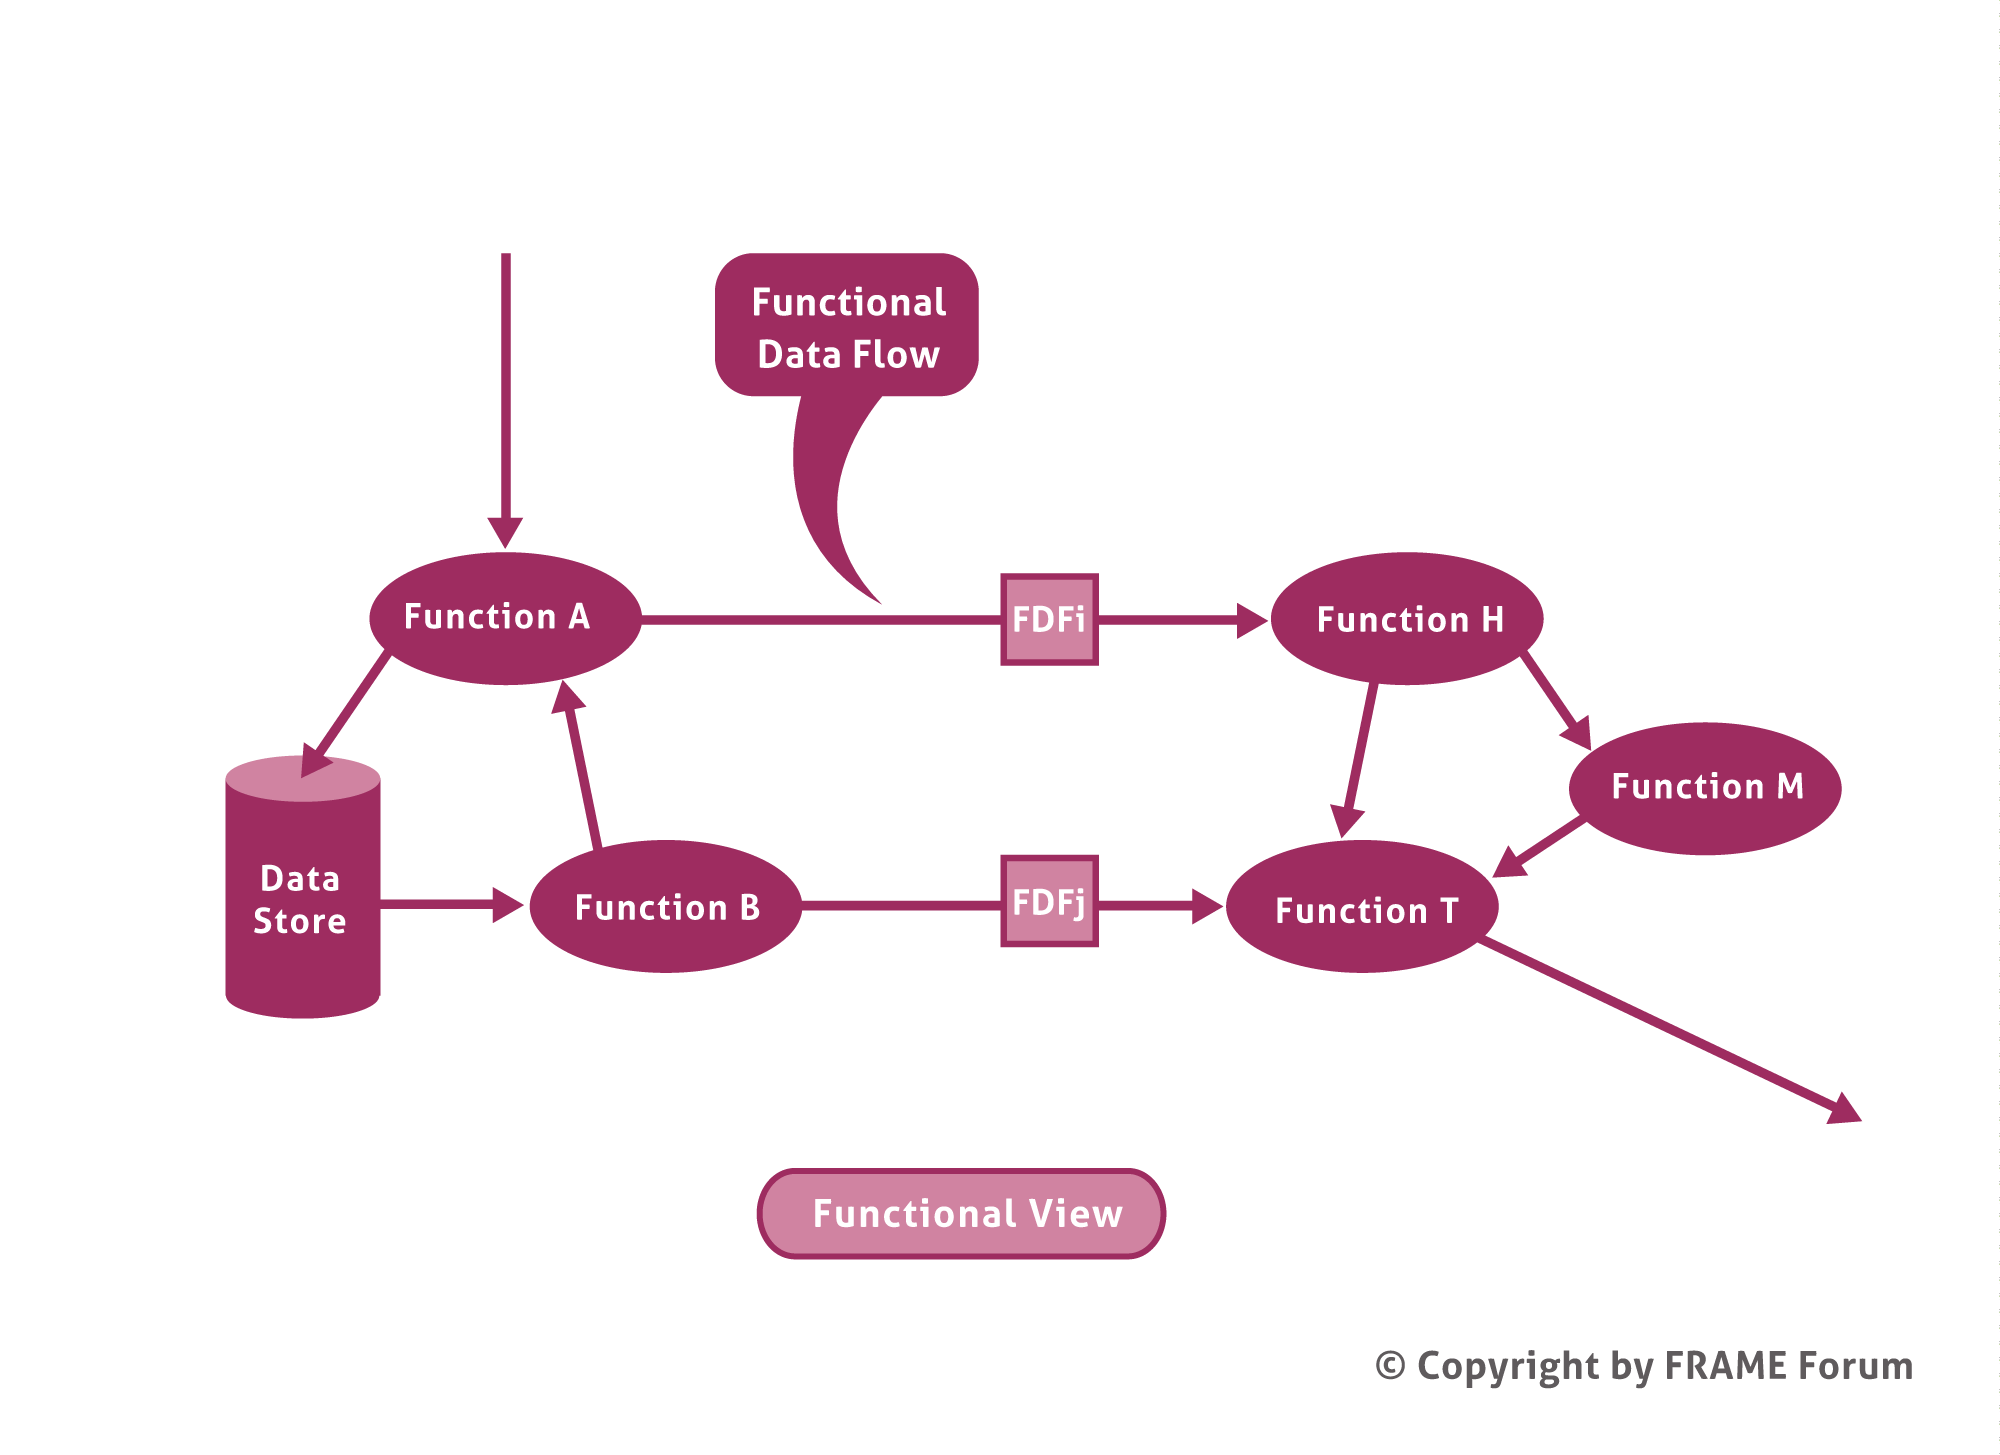 Functional
Data Flow
Function A
FDFi
Function H
Function M
Data
Store
Function B
FDFj
Function T
Functional View
© Copyright by FRAME Forum